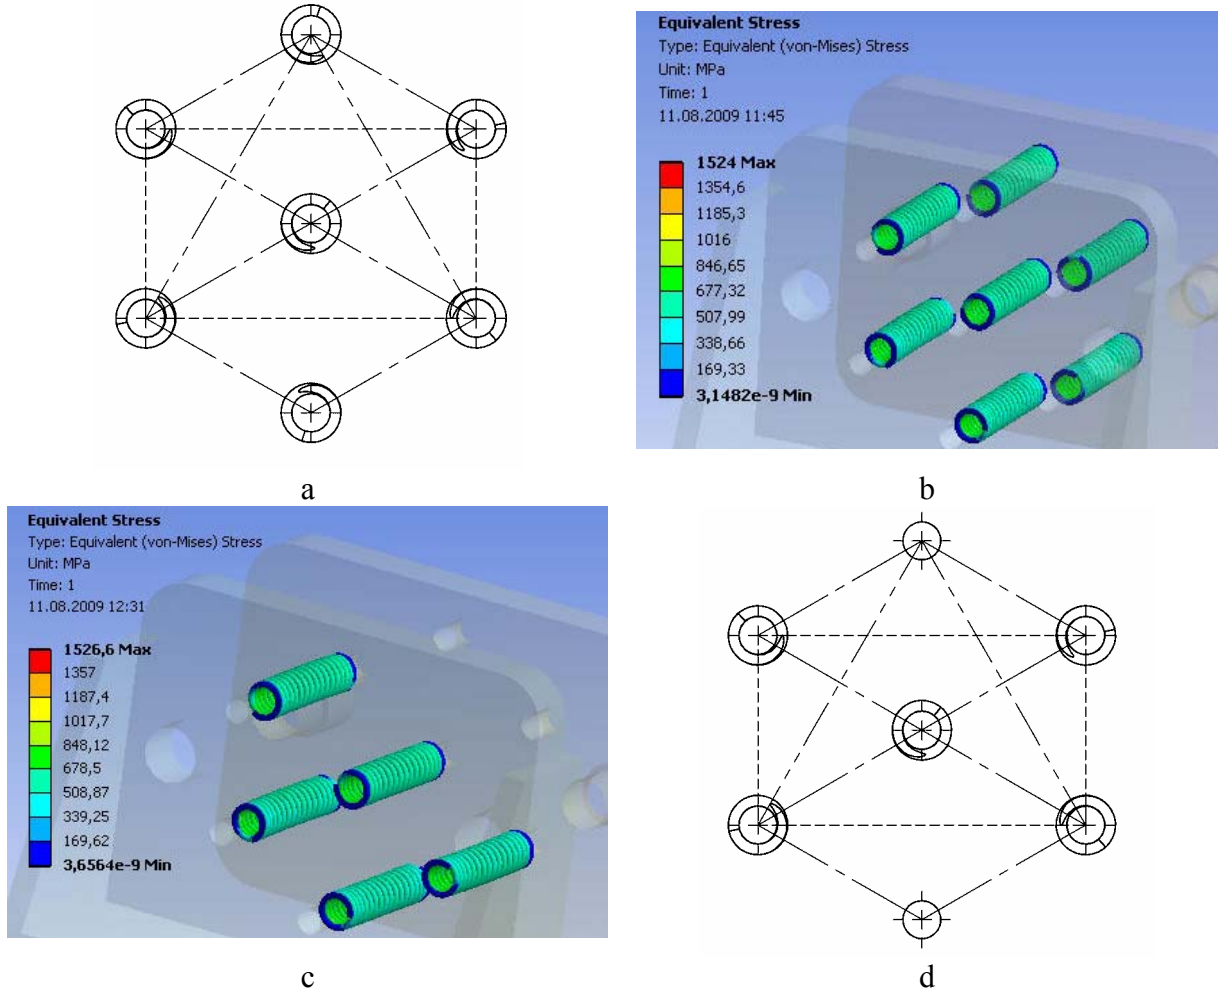 Equivalent Stress
Type: Equivalent (von-Mises) Stress
Unit: MPa
Time: 1
11.08.2009 11:45
1524 Max
1354,6
1185,3
1016
846,65
677,32
507,99
338,66
169,33
3,1482e-9 Min
a
b
Equivalent Stress
Type: Equivalent (von-Mises) Stress
Unit: MPa
Time: 1
11.08.2009 12:31
1526,6 Max
1357
1187,4
1017,7
848,12
678,5
508,87
339,25
169,62
3,6564e-9 Min
c
d